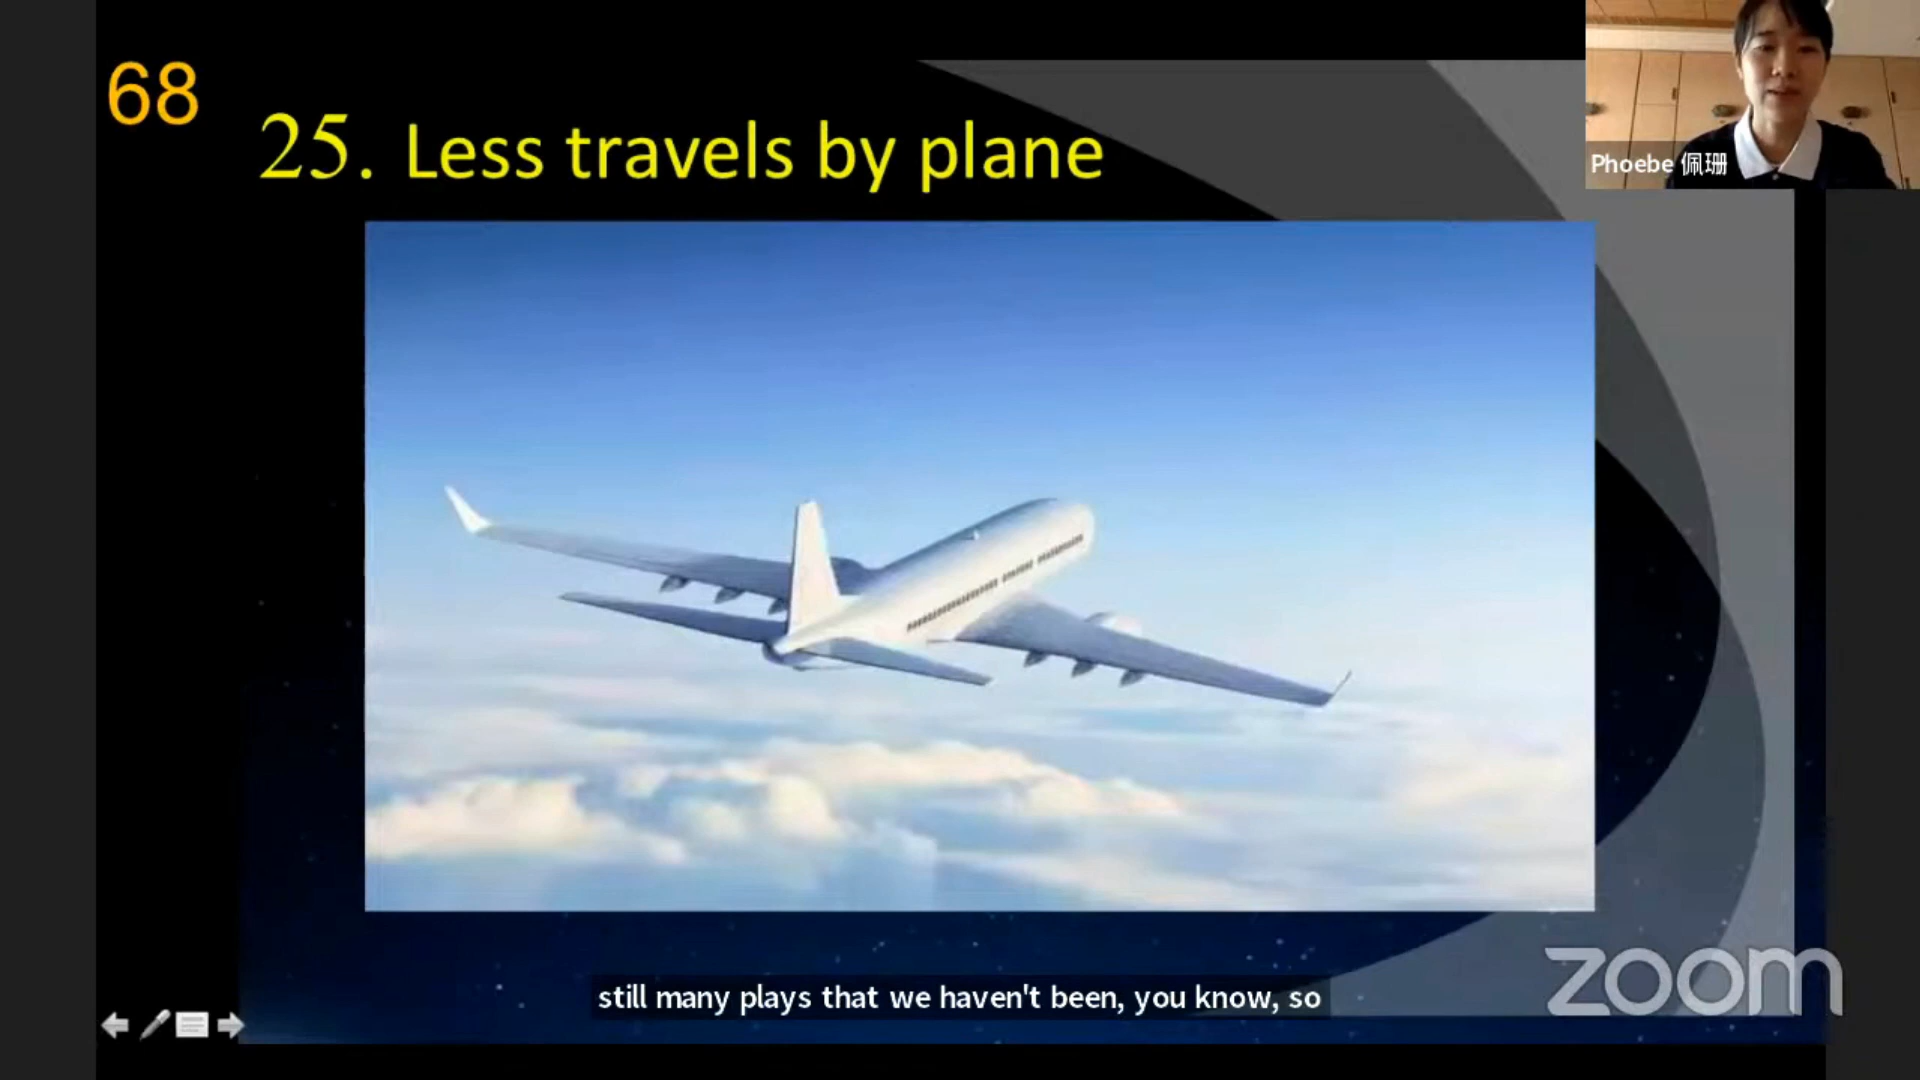 68
25. Less travels by plane
Phoebe 佩珊
still many plays that we haven't been, you know, so
zoom